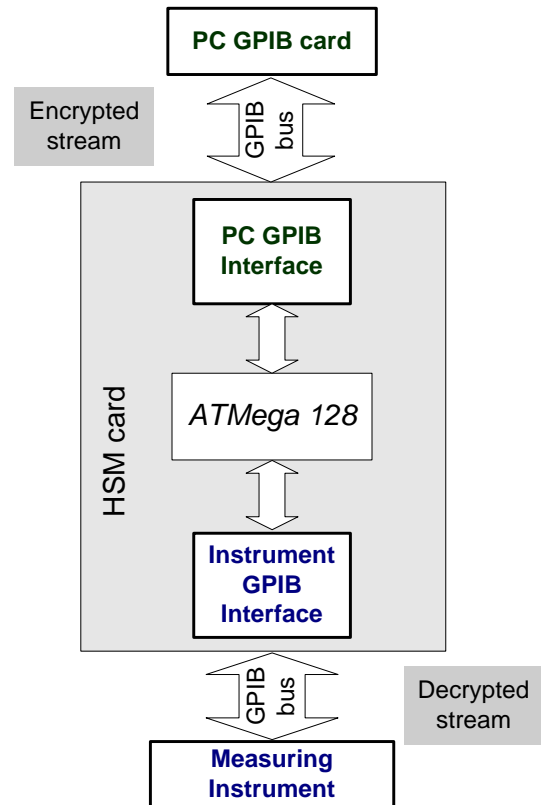 PC GPIB card
Encrypted
stream
GPIB
bus
PC GPIB
Interface
HSM card
ATMega 128
Instrument
GPIB
Interface
GPIB
bus
Decrypted
stream
Measuring
Instrument